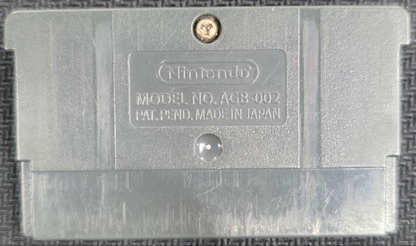 Nintendo
MODEL NO. AGB-002
PAT. PEND. MADE IN JAPAN